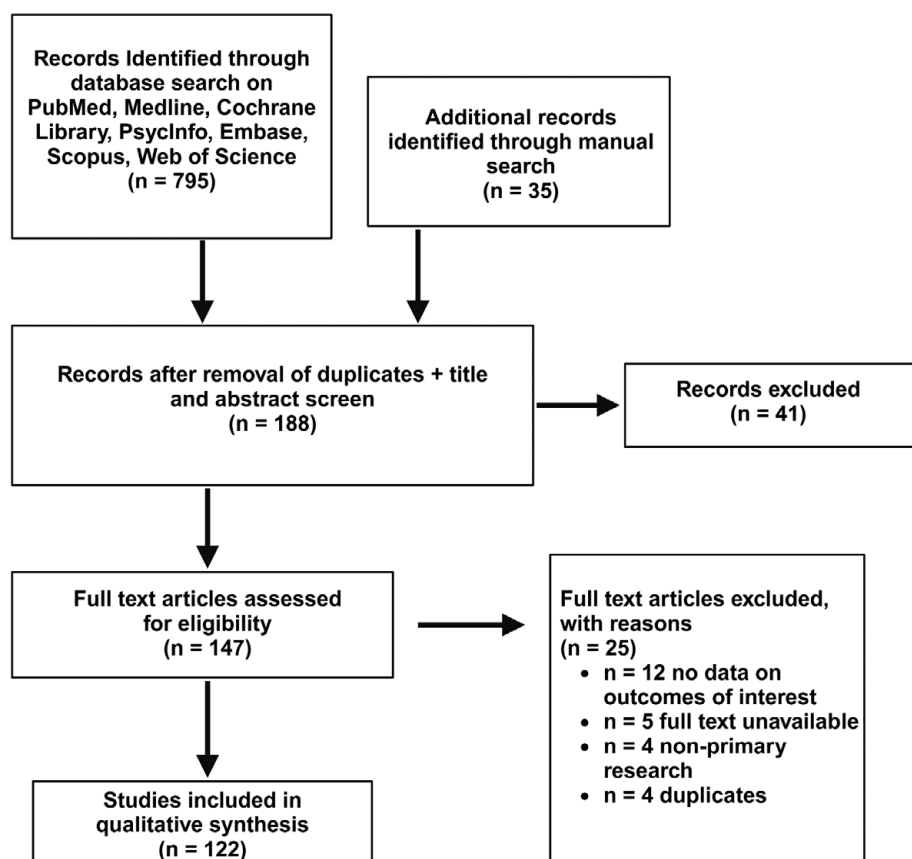 Records Identified through
database search on
PubMed, Medline, Cochrane
Library, PsycInfo, Embase,
Scopus, Web of Science
(n = 795)
Additional records
identified through manual
search
(n = 35)
Records after removal of duplicates + title
and abstract screen
(n = 188)
Records excluded
(n = 41)
Full text articles assessed
for eligibility
(n = 147)
Full text articles excluded,
with reasons
(n = 25)
• n = 12 no data on
outcomes of interest
• n = 5 full text unavailable
• n = 4 non-primary
research
• n = 4 duplicates
Studies included in
qualitative synthesis
(n = 122)